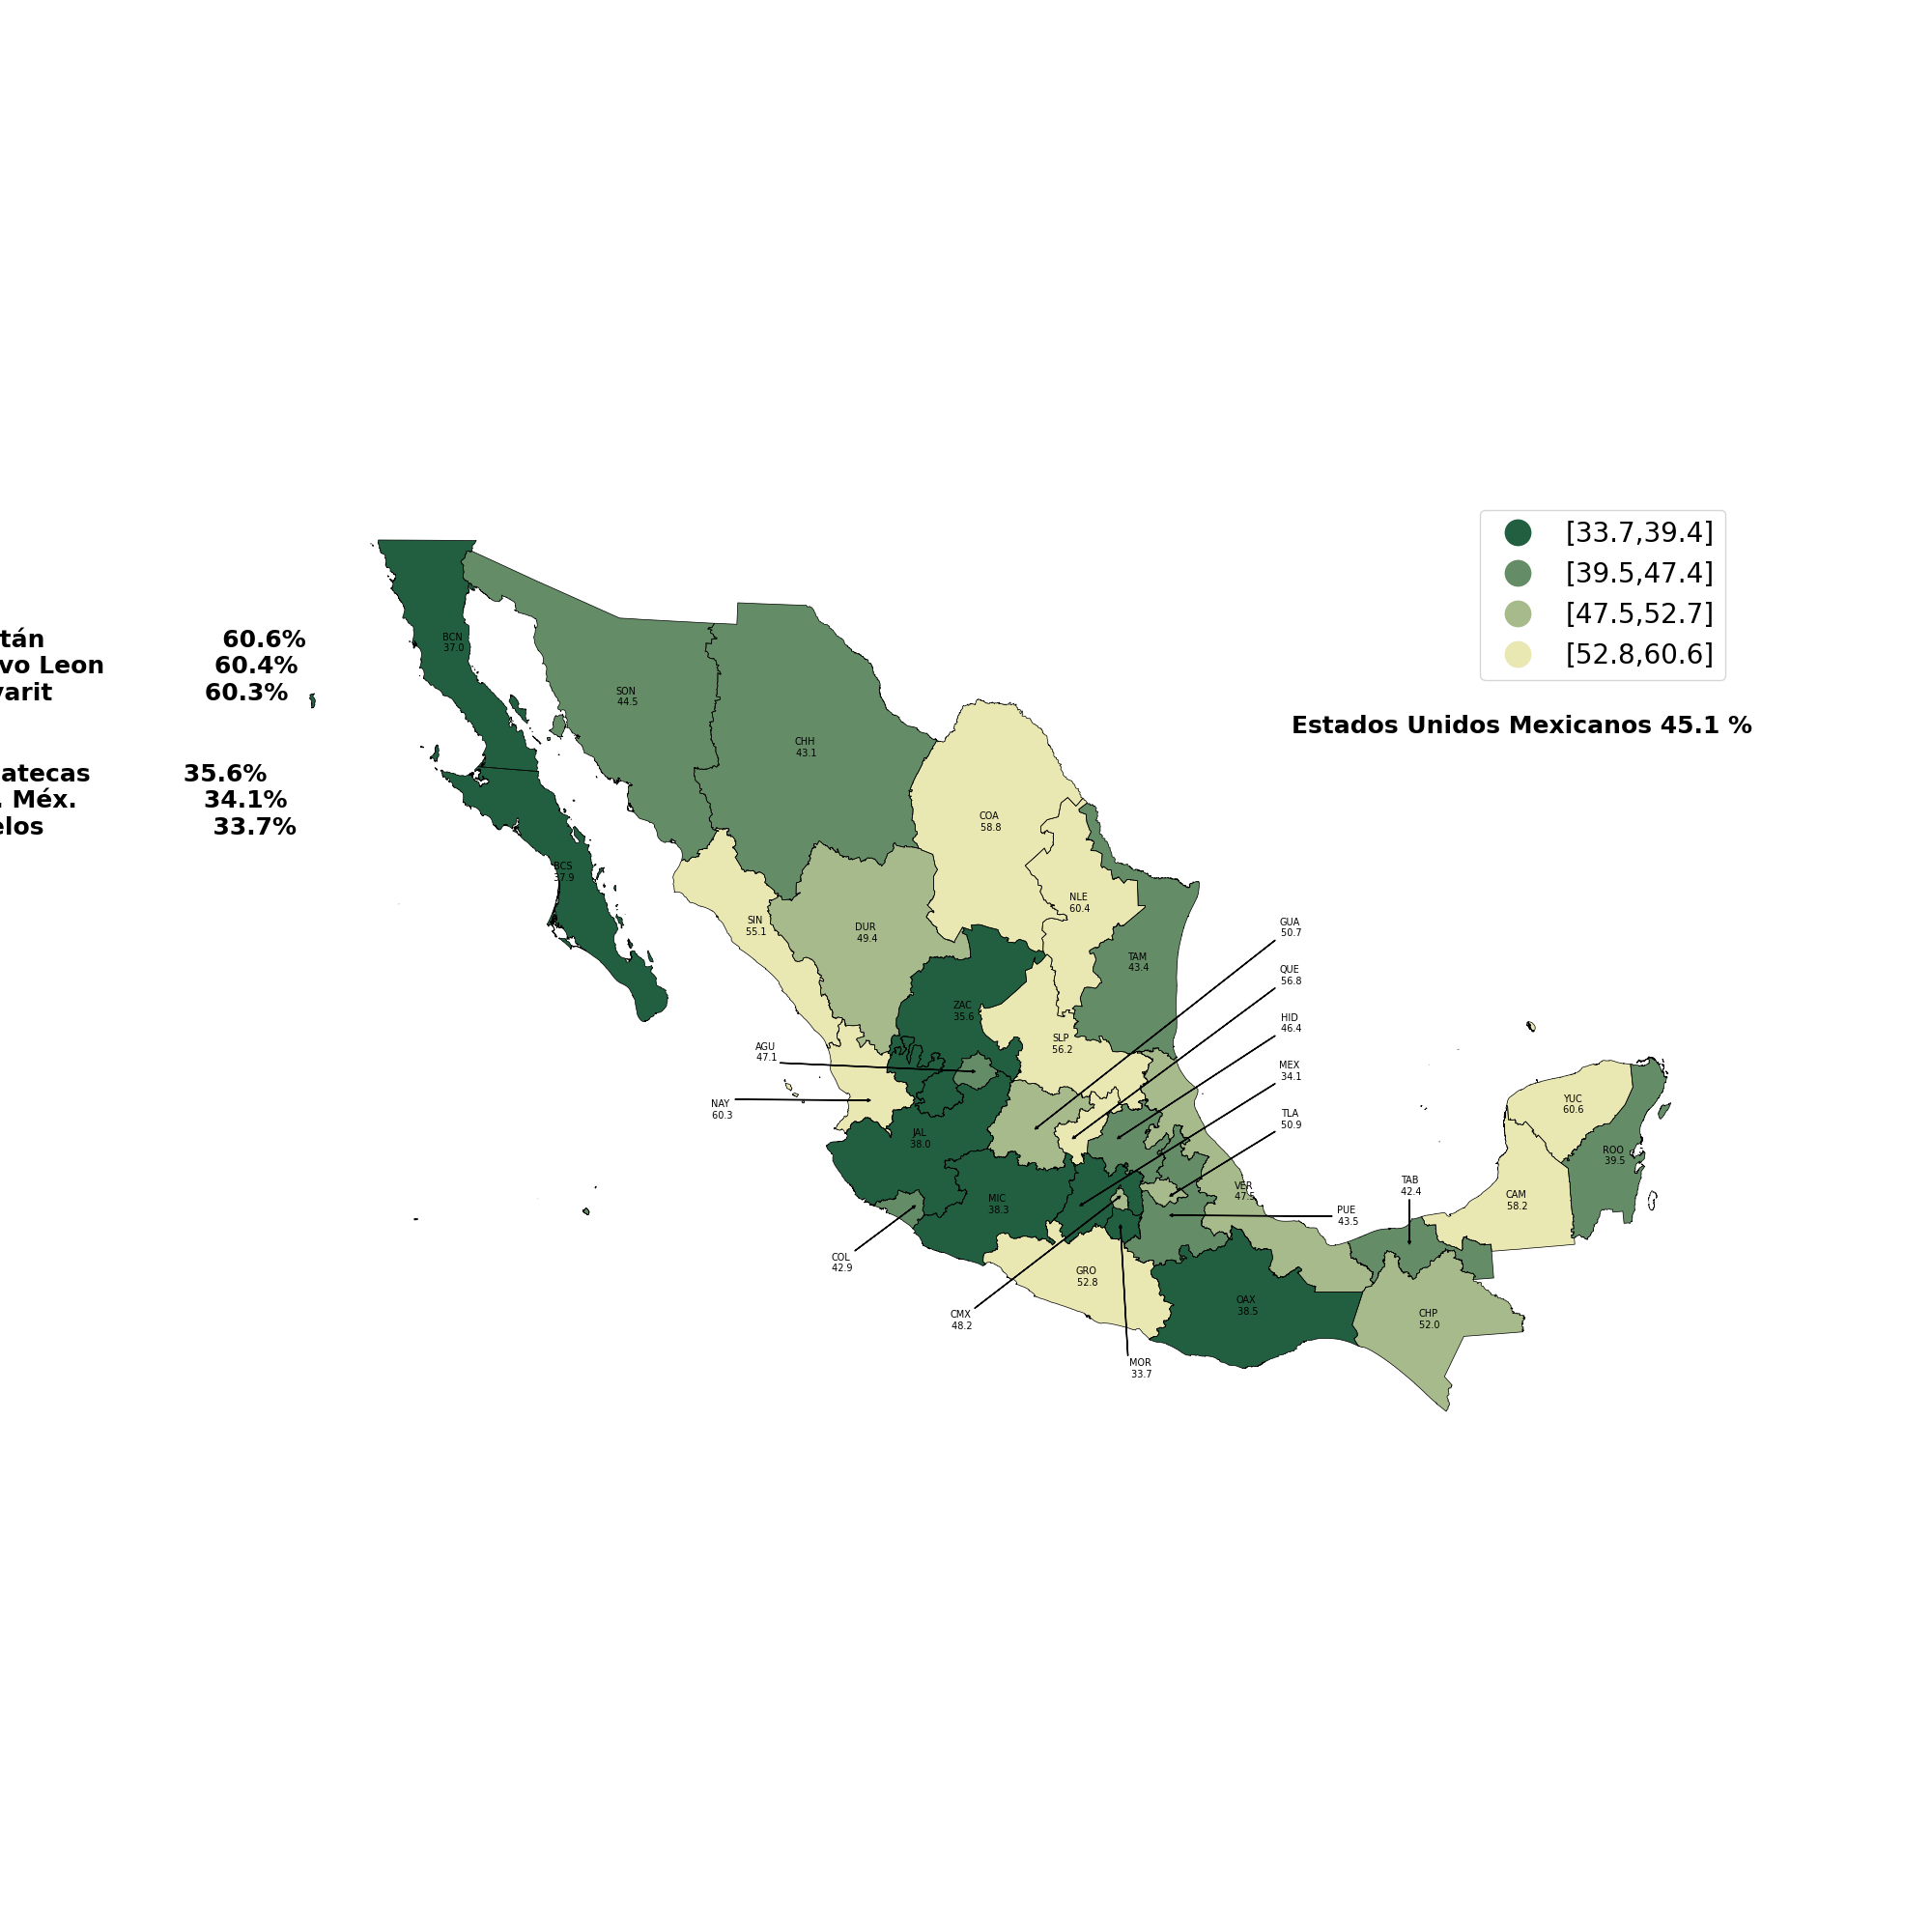 [33.7,39.4]
[39.5,47.4]
[47.5,52.7]
[52.8,60.6]
Estados Unidos Mexicanos 45.1 %
tán 60.6%
vo Leon 60.4%
arit 60.3%
atecas 35.6%
. Méx. 34.1%
elos 33.7%
BCN
37.0
SON
44.5
CHH
43.1
COA
58.8
BCS
37.9
SIN
55.1
DUR
49.4
NLE
60.4
TAM
43.4
GUA
50.7
QUE
56.8
ZAC
35.6
HID
46.4
SLP
56.2
AGU
47.1
MEX
34.1
NAY
60.3
TLA
50.9
JAL
38.0
YUC
60.6
ROO
39.5
MIC
38.3
VER
47.5
TAB
42.4
CAM
58.2
PUE
43.5
COL
42.9
GRO
52.8
OAX
38.5
CMX
48.2
CHP
52.0
MOR
33.7